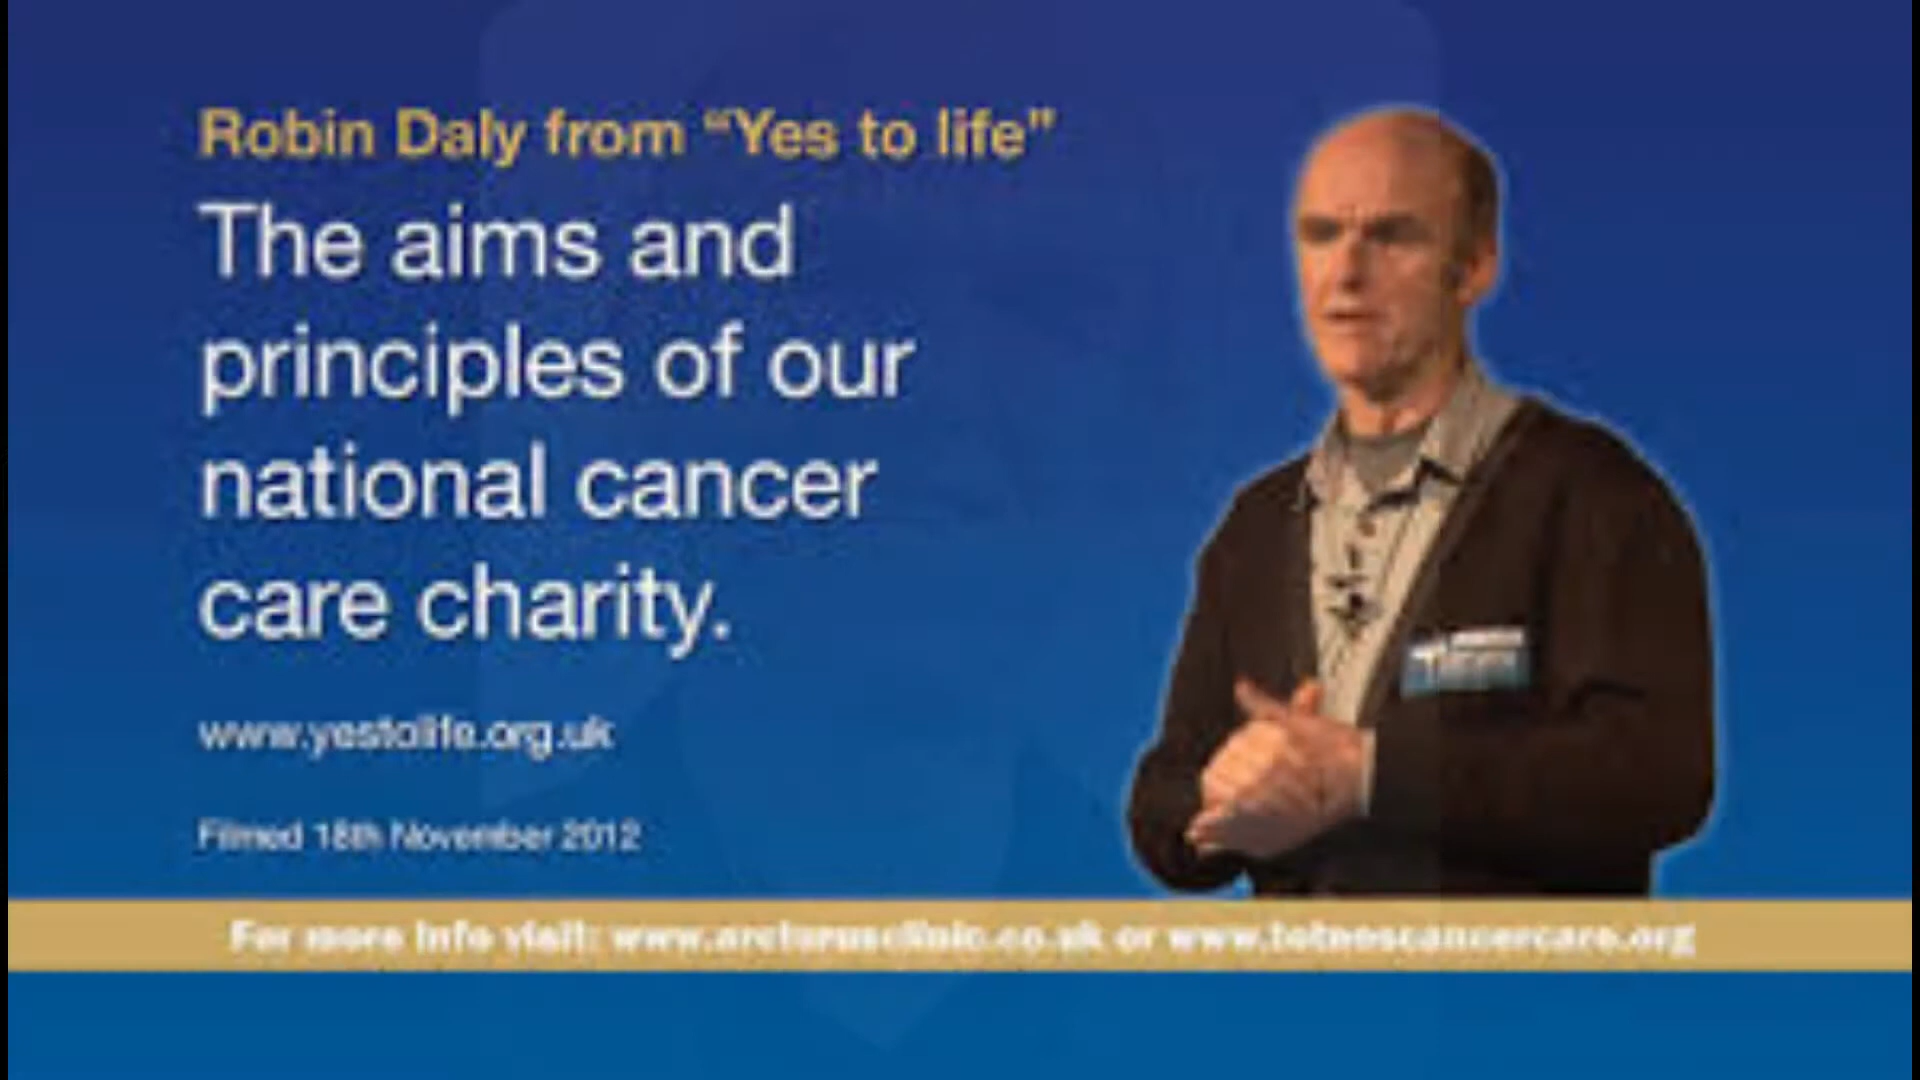 Robin Daly from “Yes to life”
The aims and
principles of our
national cancer
care charity.
www.yestolife.org.uk
Filmed 18th November 2012
For more info visit: www.arcturusclinic.co.uk or www.totnescancercare.org